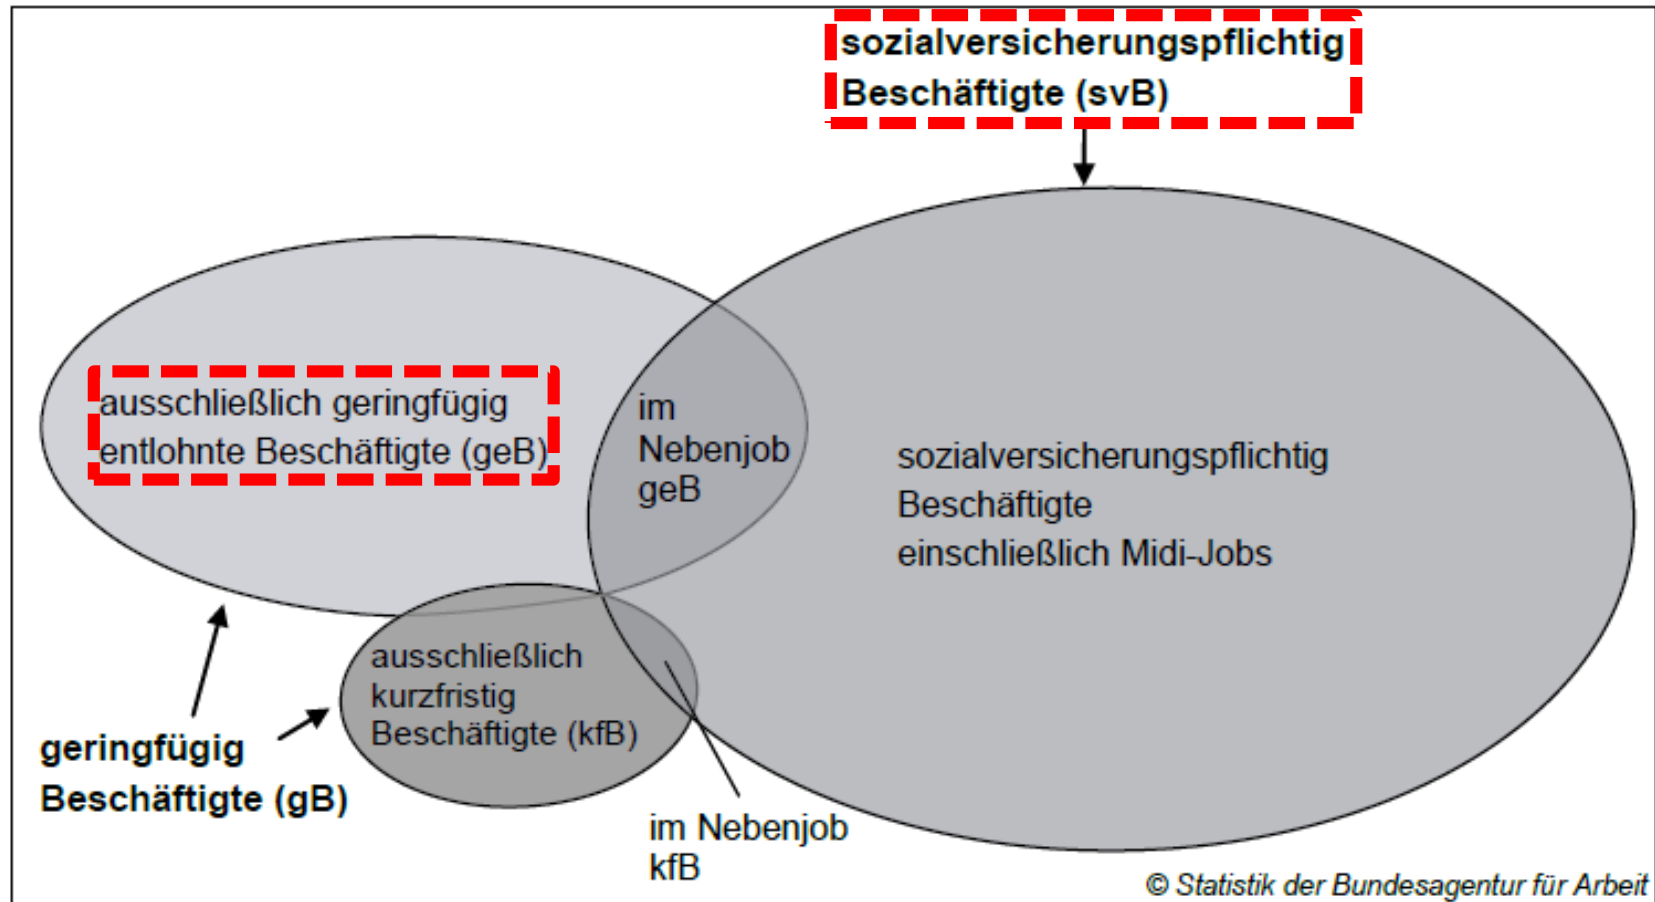 sozialversicherungspflichtig
Beschäftigte (svB)
ausschließlich geringfügig
entlohnte Beschäftigte (geB)
im
Nebenjob
geB
sozialversicherungspflichtig
Beschäftigte
einschließlich Midi-Jobs
ausschließlich
kurzfristig
Beschäftigte (kfB)
geringfügig
Beschäftigte (gB)
im Nebenjob
kfB
© Statistik der Bundesagentur für Arbeit